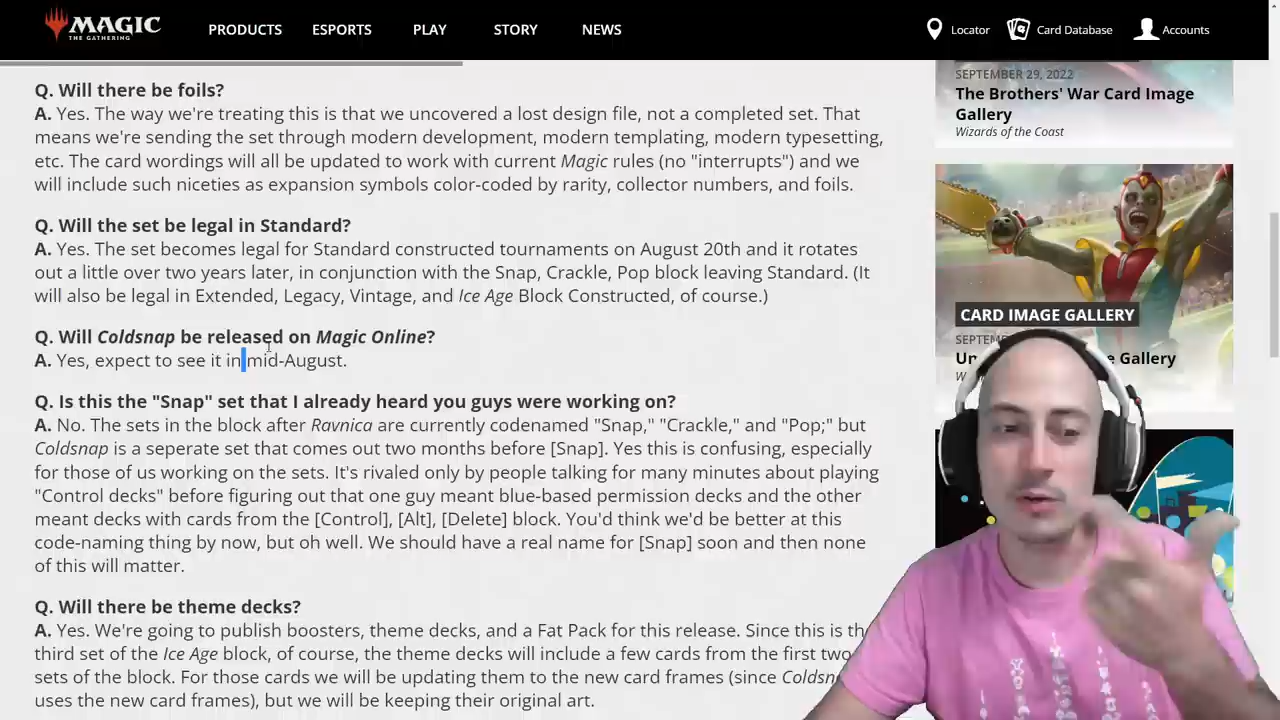 MAGIC
THE GATHERING
PRODUCTS
ESPORTS
PLAY
STORY
NEWS
Locator
Card Database
Accounts
Q. Will there be foils?
A. Yes. The way we're treating this is that we uncovered a lost design file, not a completed set. That
means we're sending the set through modern development, modern templating, modern typesetting,
etc. The card wordings will all be updated to work with current Magic rules (no "interrupts") and we
will include such niceties as expansion symbols color-coded by rarity, collector numbers, and foils.
Q. Will the set be legal in Standard?
A. Yes. The set becomes legal for Standard constructed tournaments on August 20th and it rotates
out a little over two years later, in conjunction with the Snap, Crackle, Pop block leaving Standard. (It
will also be legal in Extended, Legacy, Vintage, and Ice Age Block Constructed, of course.)
Q. Will Coldsnap be released on Magic Online?
A. Yes, expect to see it in mid-August.
Q. Is this the "Snap" set that I already heard you guys were working on?
A. No. The sets in the block after Ravnica are currently codenamed "Snap," "Crackle," and "Pop;" but
Coldsnap is a seperate set that comes out two months before [Snap]. Yes this is confusing, especially
for those of us working on the sets. It's rivaled only by people talking for many minutes about playing
"Control decks" before figuring out that one guy meant blue-based permission decks and the other
meant decks with cards from the [Control], [Alt], [Delete] block. You'd think we'd be better at this
code-naming thing by now, but oh well. We should have a real name for [Snap] soon and then none
of this will matter.
Q. Will there be theme decks?
A. Yes. We're going to publish boosters, theme decks, and a Fat Pack for this release. Since this is th
third set of the Ice Age block, of course, the theme decks will include a few cards from the first two
sets of the block. For those cards we will be updating them to the new card frames (since Coldsn
uses the new card frames), but we will be keeping their original art.
SEPTEMBER 29, 2022
The Brothers' War Card Image
Gallery
Wizards of the Coast
CARD IMAGE GALLERY
SEPTEM
Un e Gallery
W